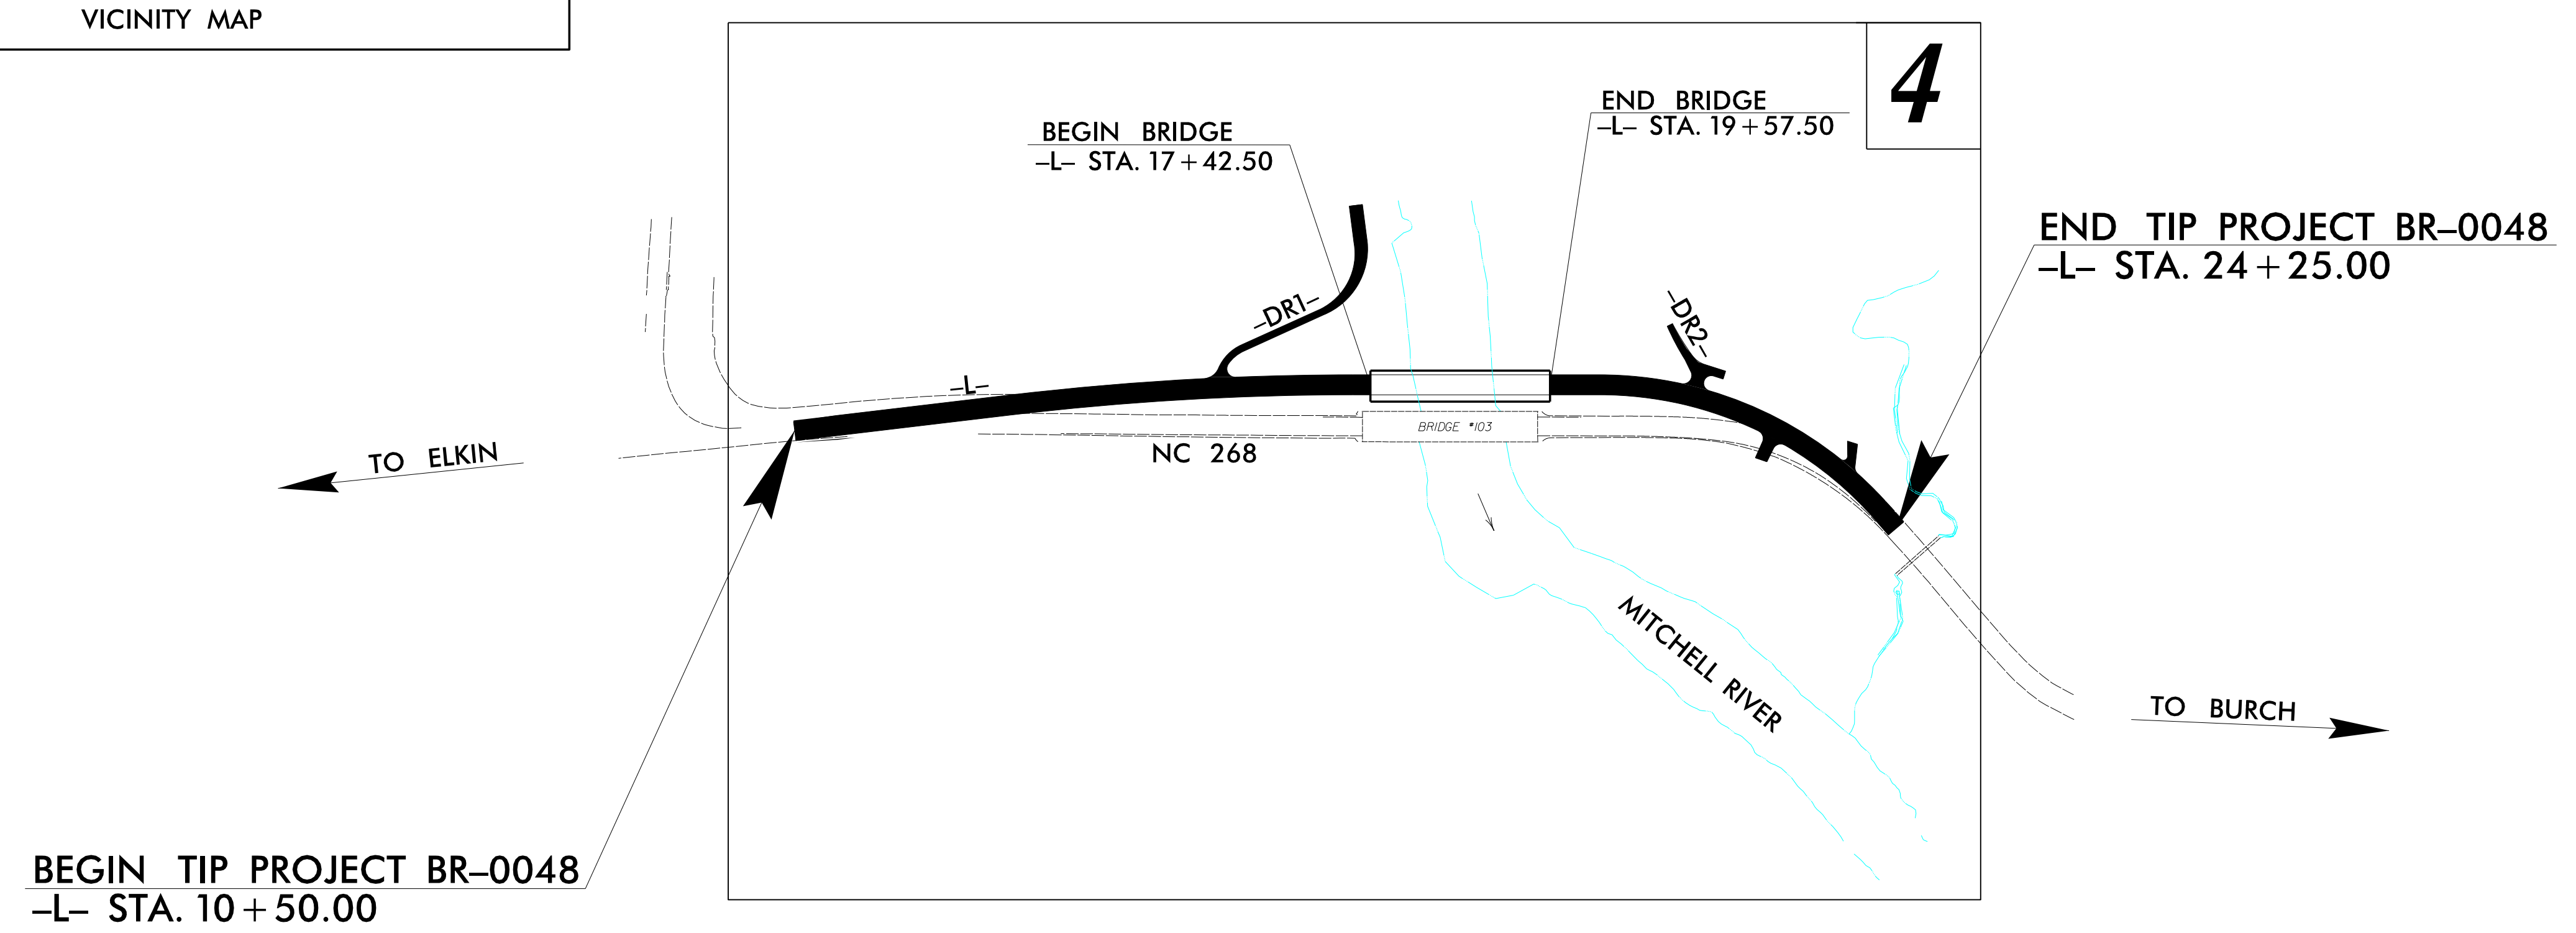 VICINITY MAP
4
BEGIN BRIDGE
-L- STA. 17+42.50
END BRIDGE
-L- STA. 19+57.50
END TIP PROJECT BR-0048
-L- STA. 24+25.00
-DR1-
-DR2-
-L-
BRIDGE #103
NC 268
TO ELKIN
MITCHELL RIVER
TO BURCH
BEGIN TIP PROJECT BR-0048
-L- STA. 10+50.00